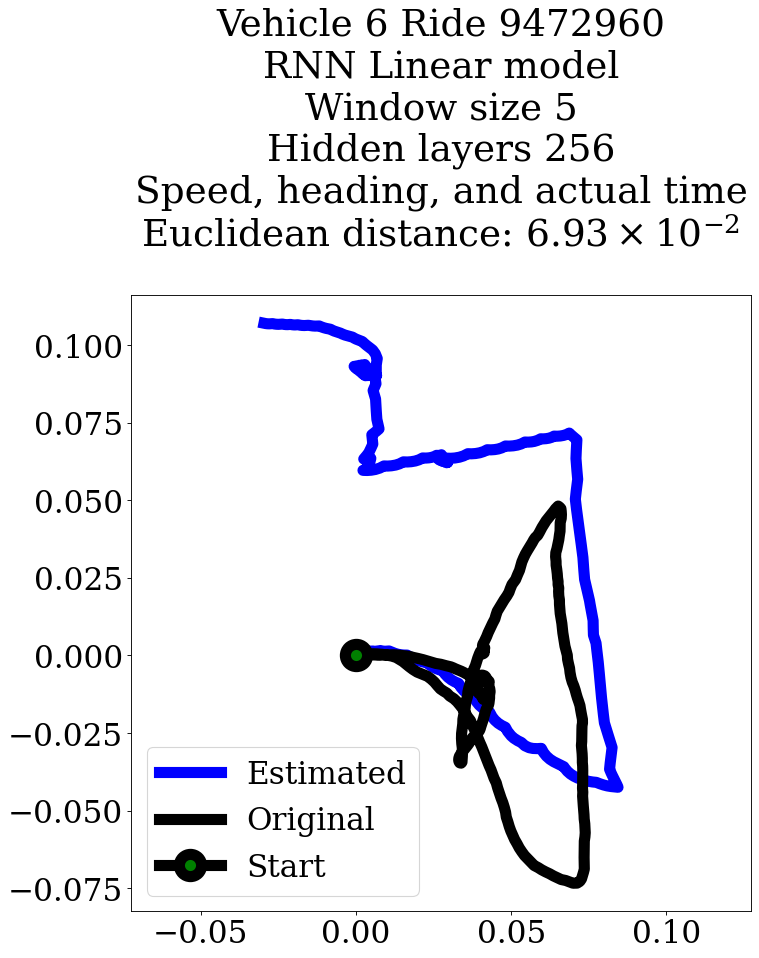 Vehicle 6 Ride 9472960
RNN Linear model
Window size 5
Hidden layers 256
Speed, heading, and actual time
Euclidean distance: 6.93 × 10⁻²
0.100
0.075
0.050
0.025
0.000
−0.025
−0.050
−0.075
Estimated
Original
Start
−0.05 0.00 0.05 0.10